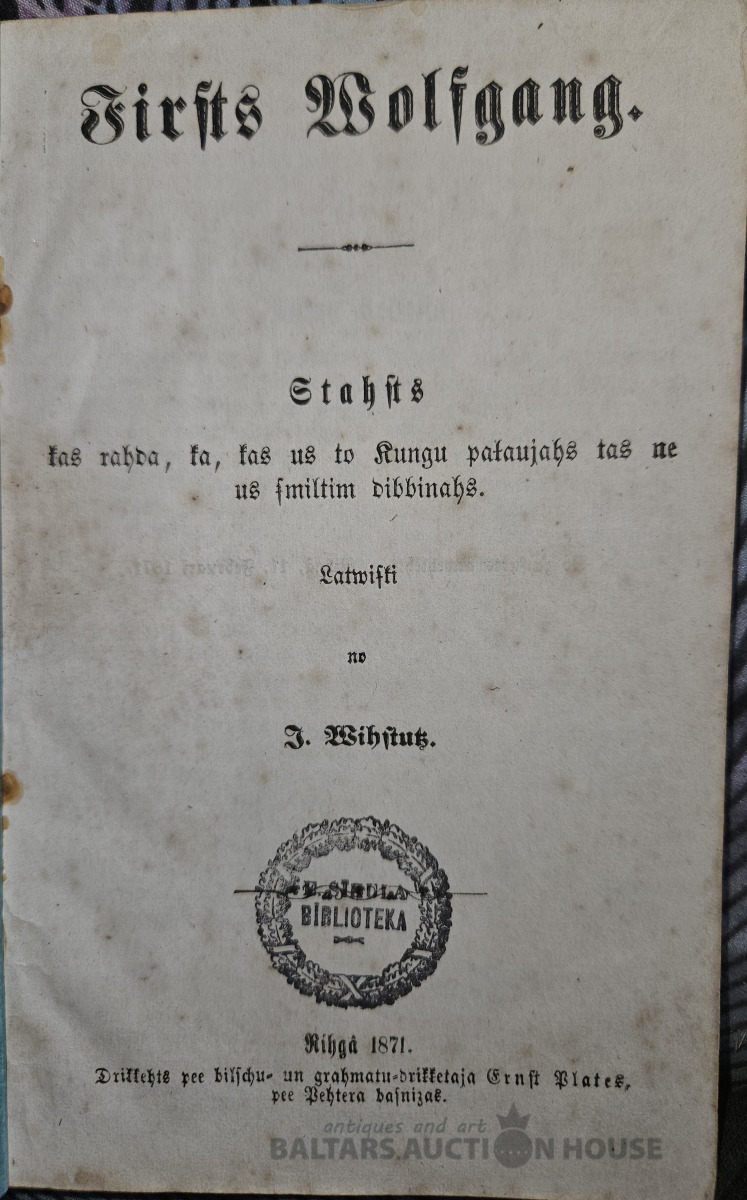 Firſts Wolfgang.
Stahſts
kas rahda, ka, kas us to Kungu pałaujahs tas ne
us ſmiltim dibbinahs.
Latwiſki
no
J. Wihſtutz.
BIBLIOTEKA
Rihgâ 1871.
Drikkehts pee bilſchu- un grahmatu-drikketaja Ernſt Plates,
pee Pehtera baſnizas.
antiques and art
BALTARS AUCTION HOUSE